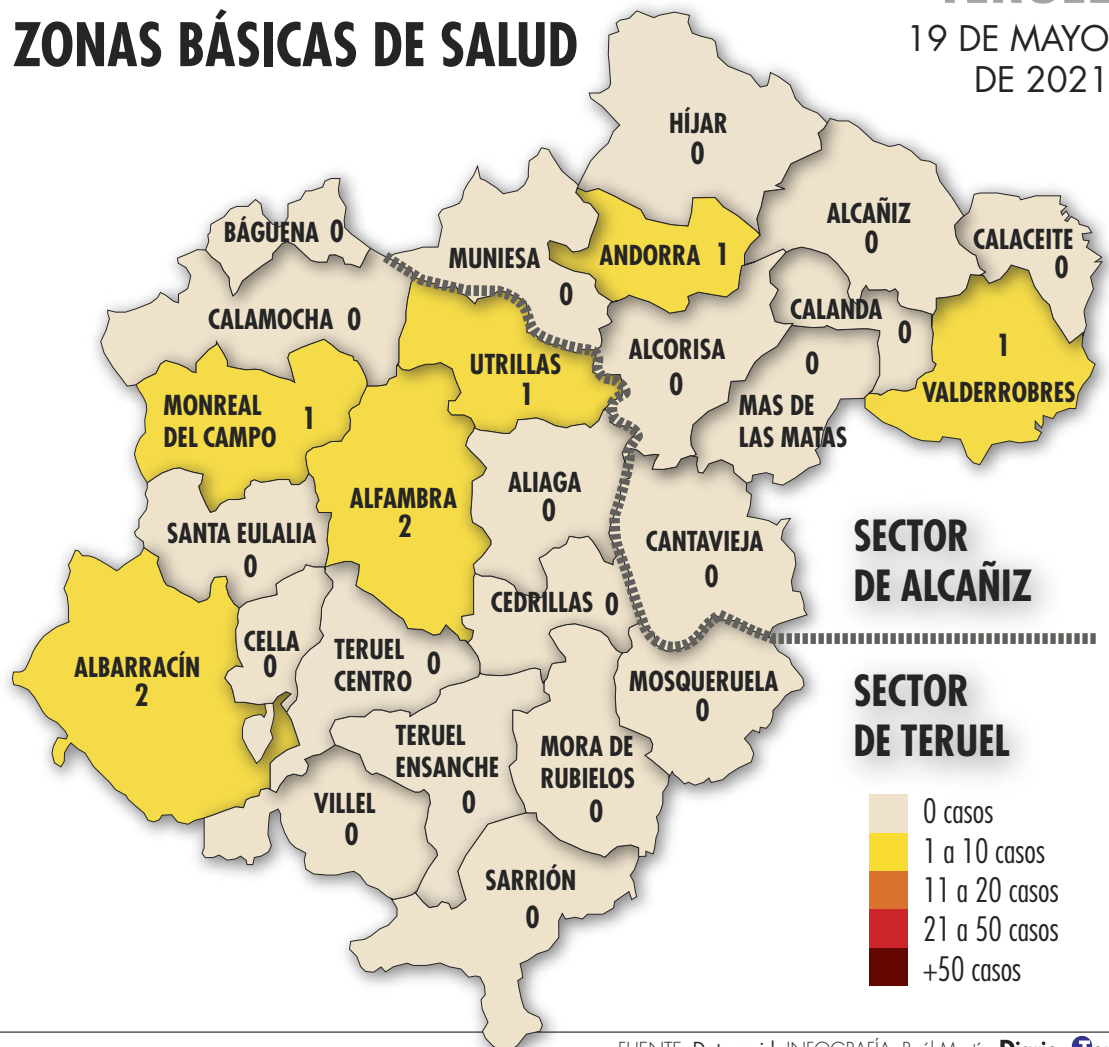 ZONAS BÁSICAS DE SALUD
TERUEL
19 DE MAYO
DE 2021
HÍJAR
0
ALCAÑIZ
0
CALACEITE
0
BÁGUENA 0
MUNIESA
0
ANDORRA 1
CALAMOCHA 0
CALANDA
0
UTRILLAS
1
ALCORISA
0
1
VALDERROBRES
MONREAL
DEL CAMPO 1
0
MAS DE
LAS MATAS
ALFAMBRA
2
ALIAGA
0
SANTA EULALIA
0
CANTAVIEJA
0
SECTOR
DE ALCAÑIZ
CEDRILLAS 0
CELLA
0
TERUEL
CENTRO 0
ALBARRACÍN
2
MOSQUERUELA
0
SECTOR
DE TERUEL
TERUEL
ENSANCHE
0
MORA DE
RUBIELOS
0
VILLEL
0
SARRIÓN
0
0 casos
1 a 10 casos
11 a 20 casos
21 a 50 casos
+50 casos